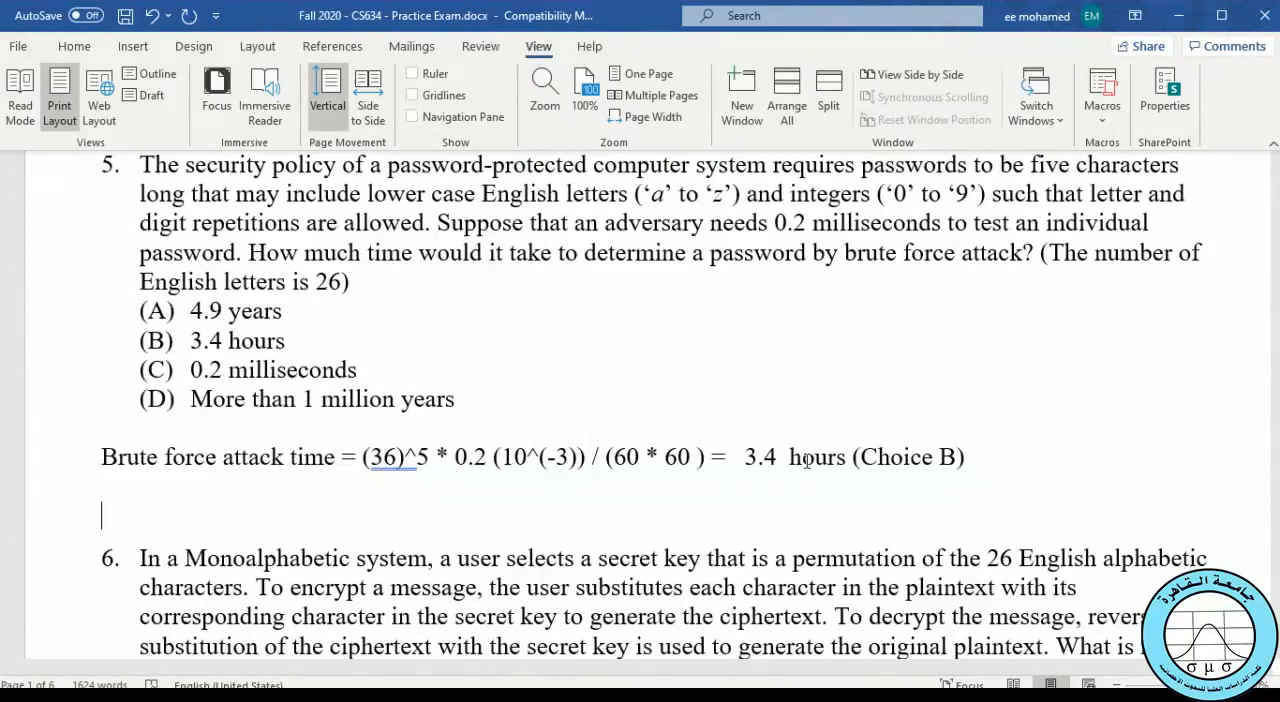 AutoSave Off Fall 2020 - CS634 - Practice Exam.docx - Compatibility M... Search ee mohamed EM
File Home Insert Design Layout References Mailings Review View Help Share Comments
Read Mode Print Layout Web Layout Outline Draft Focus Immersive Reader Vertical Side to Side Ruler Gridlines Navigation Pane Zoom 100% One Page Multiple Pages Page Width New Window Arrange All Split View Side by Side Synchronous Scrolling Reset Window Position Switch Windows Macros Properties
Views Immersive Page Movement Show Zoom Window Macros SharePoint
5. The security policy of a password-protected computer system requires passwords to be five characters
long that may include lower case English letters (‘a’ to ‘z’) and integers (‘0’ to ‘9’) such that letter and
digit repetitions are allowed. Suppose that an adversary needs 0.2 milliseconds to test an individual
password. How much time would it take to determine a password by brute force attack? (The number of
English letters is 26)
(A) 4.9 years
(B) 3.4 hours
(C) 0.2 milliseconds
(D) More than 1 million years
Brute force attack time = (36)^5 * 0.2 (10^(-3)) / (60 * 60 ) = 3.4 hours (Choice B)
6. In a Monoalphabetic system, a user selects a secret key that is a permutation of the 26 English alphabetic
characters. To encrypt a message, the user substitutes each character in the plaintext with its
corresponding character in the secret key to generate the ciphertext. To decrypt the message,
substitution of the ciphertext with the secret key is used to generate the original plaintext. What is
Page 1 of 6 1624 words English (United States) Focus
جامعة القاهرة
σ μ σ